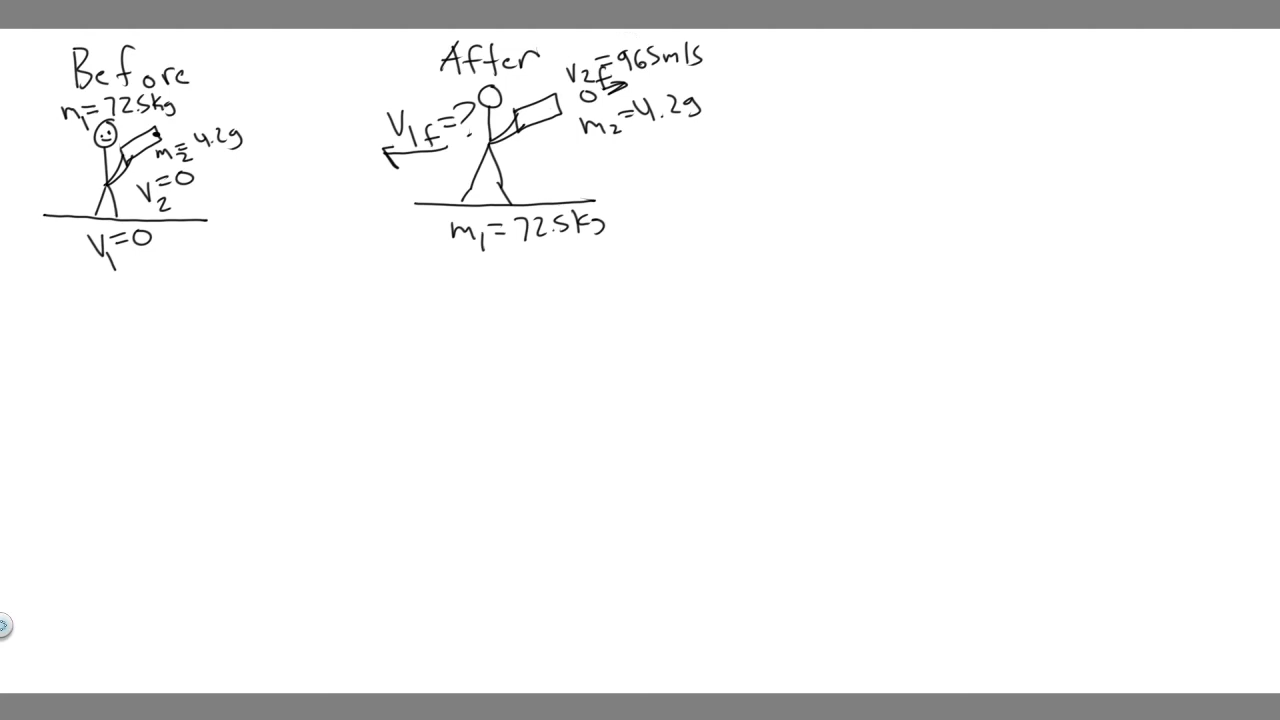 Before
m₁=72.5kg
m₂=4.2g
v₂=0
v₁=0
After
v₂f=965m/s
m₂=4.2g
v₁f=?
m₁=72.5kg